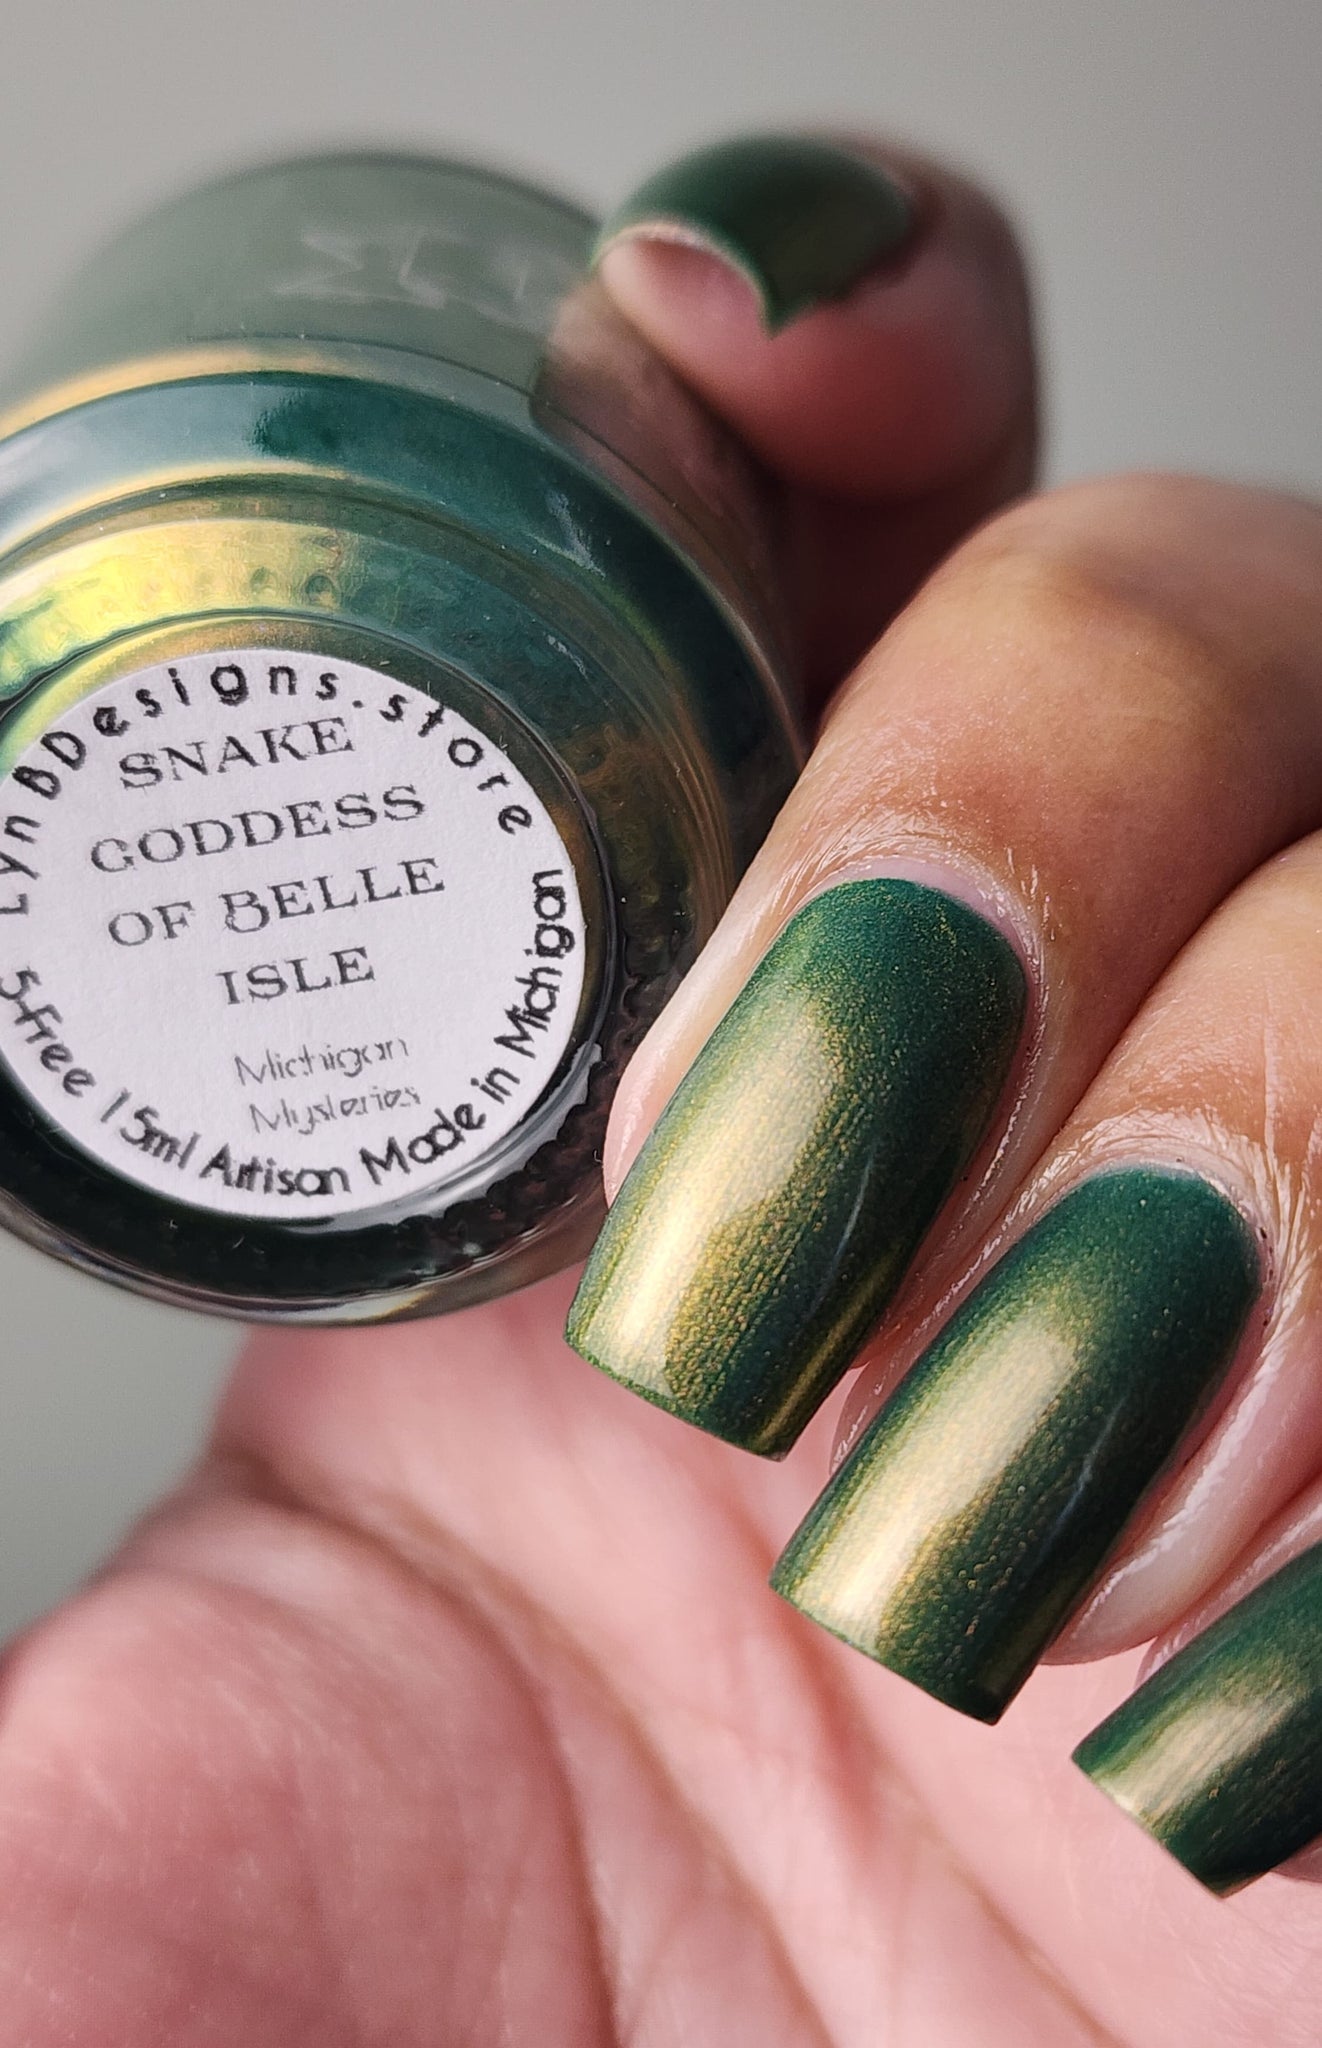 LynBDesigns.store
SNAKE
GODDESS
OF BELLE
ISLE
Michigan
Mysteries
5-Free 15ml Artisan Made in Michigan